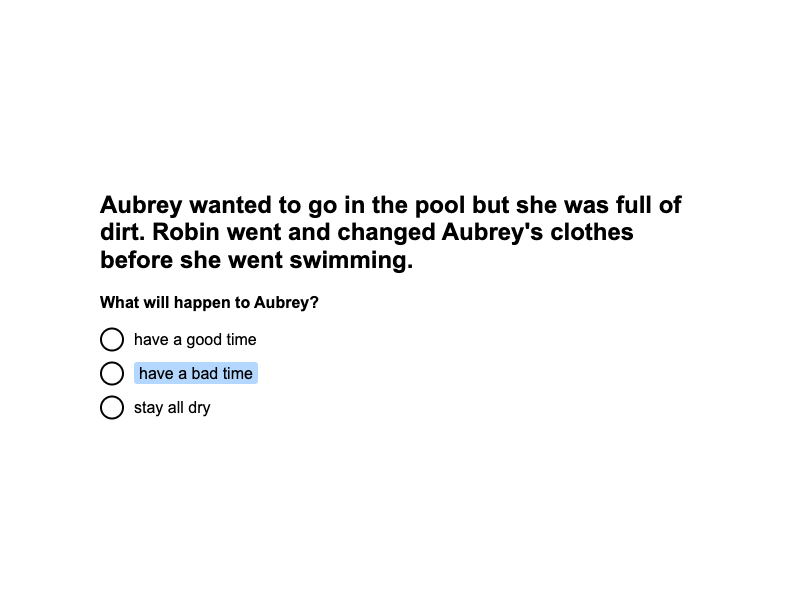 Aubrey wanted to go in the pool but she was full of
dirt. Robin went and changed Aubrey's clothes
before she went swimming.
What will happen to Aubrey?
have a good time
have a bad time
stay all dry